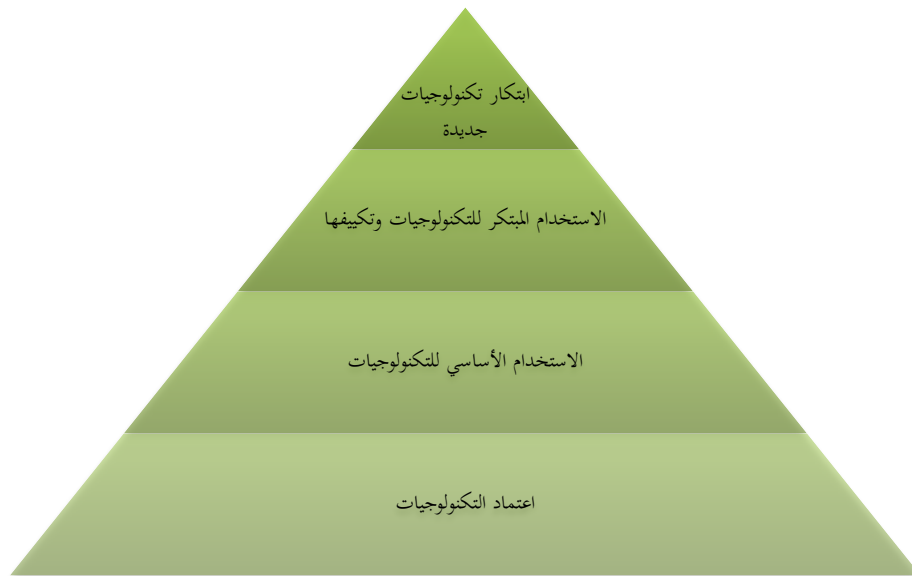 ابتكار تكنولوجيات
جديدة
الاستخدام المبتكر للتكنولوجيات وتكييفها
الاستخدام الأساسي للتكنولوجيات
اعتماد التكنولوجيات